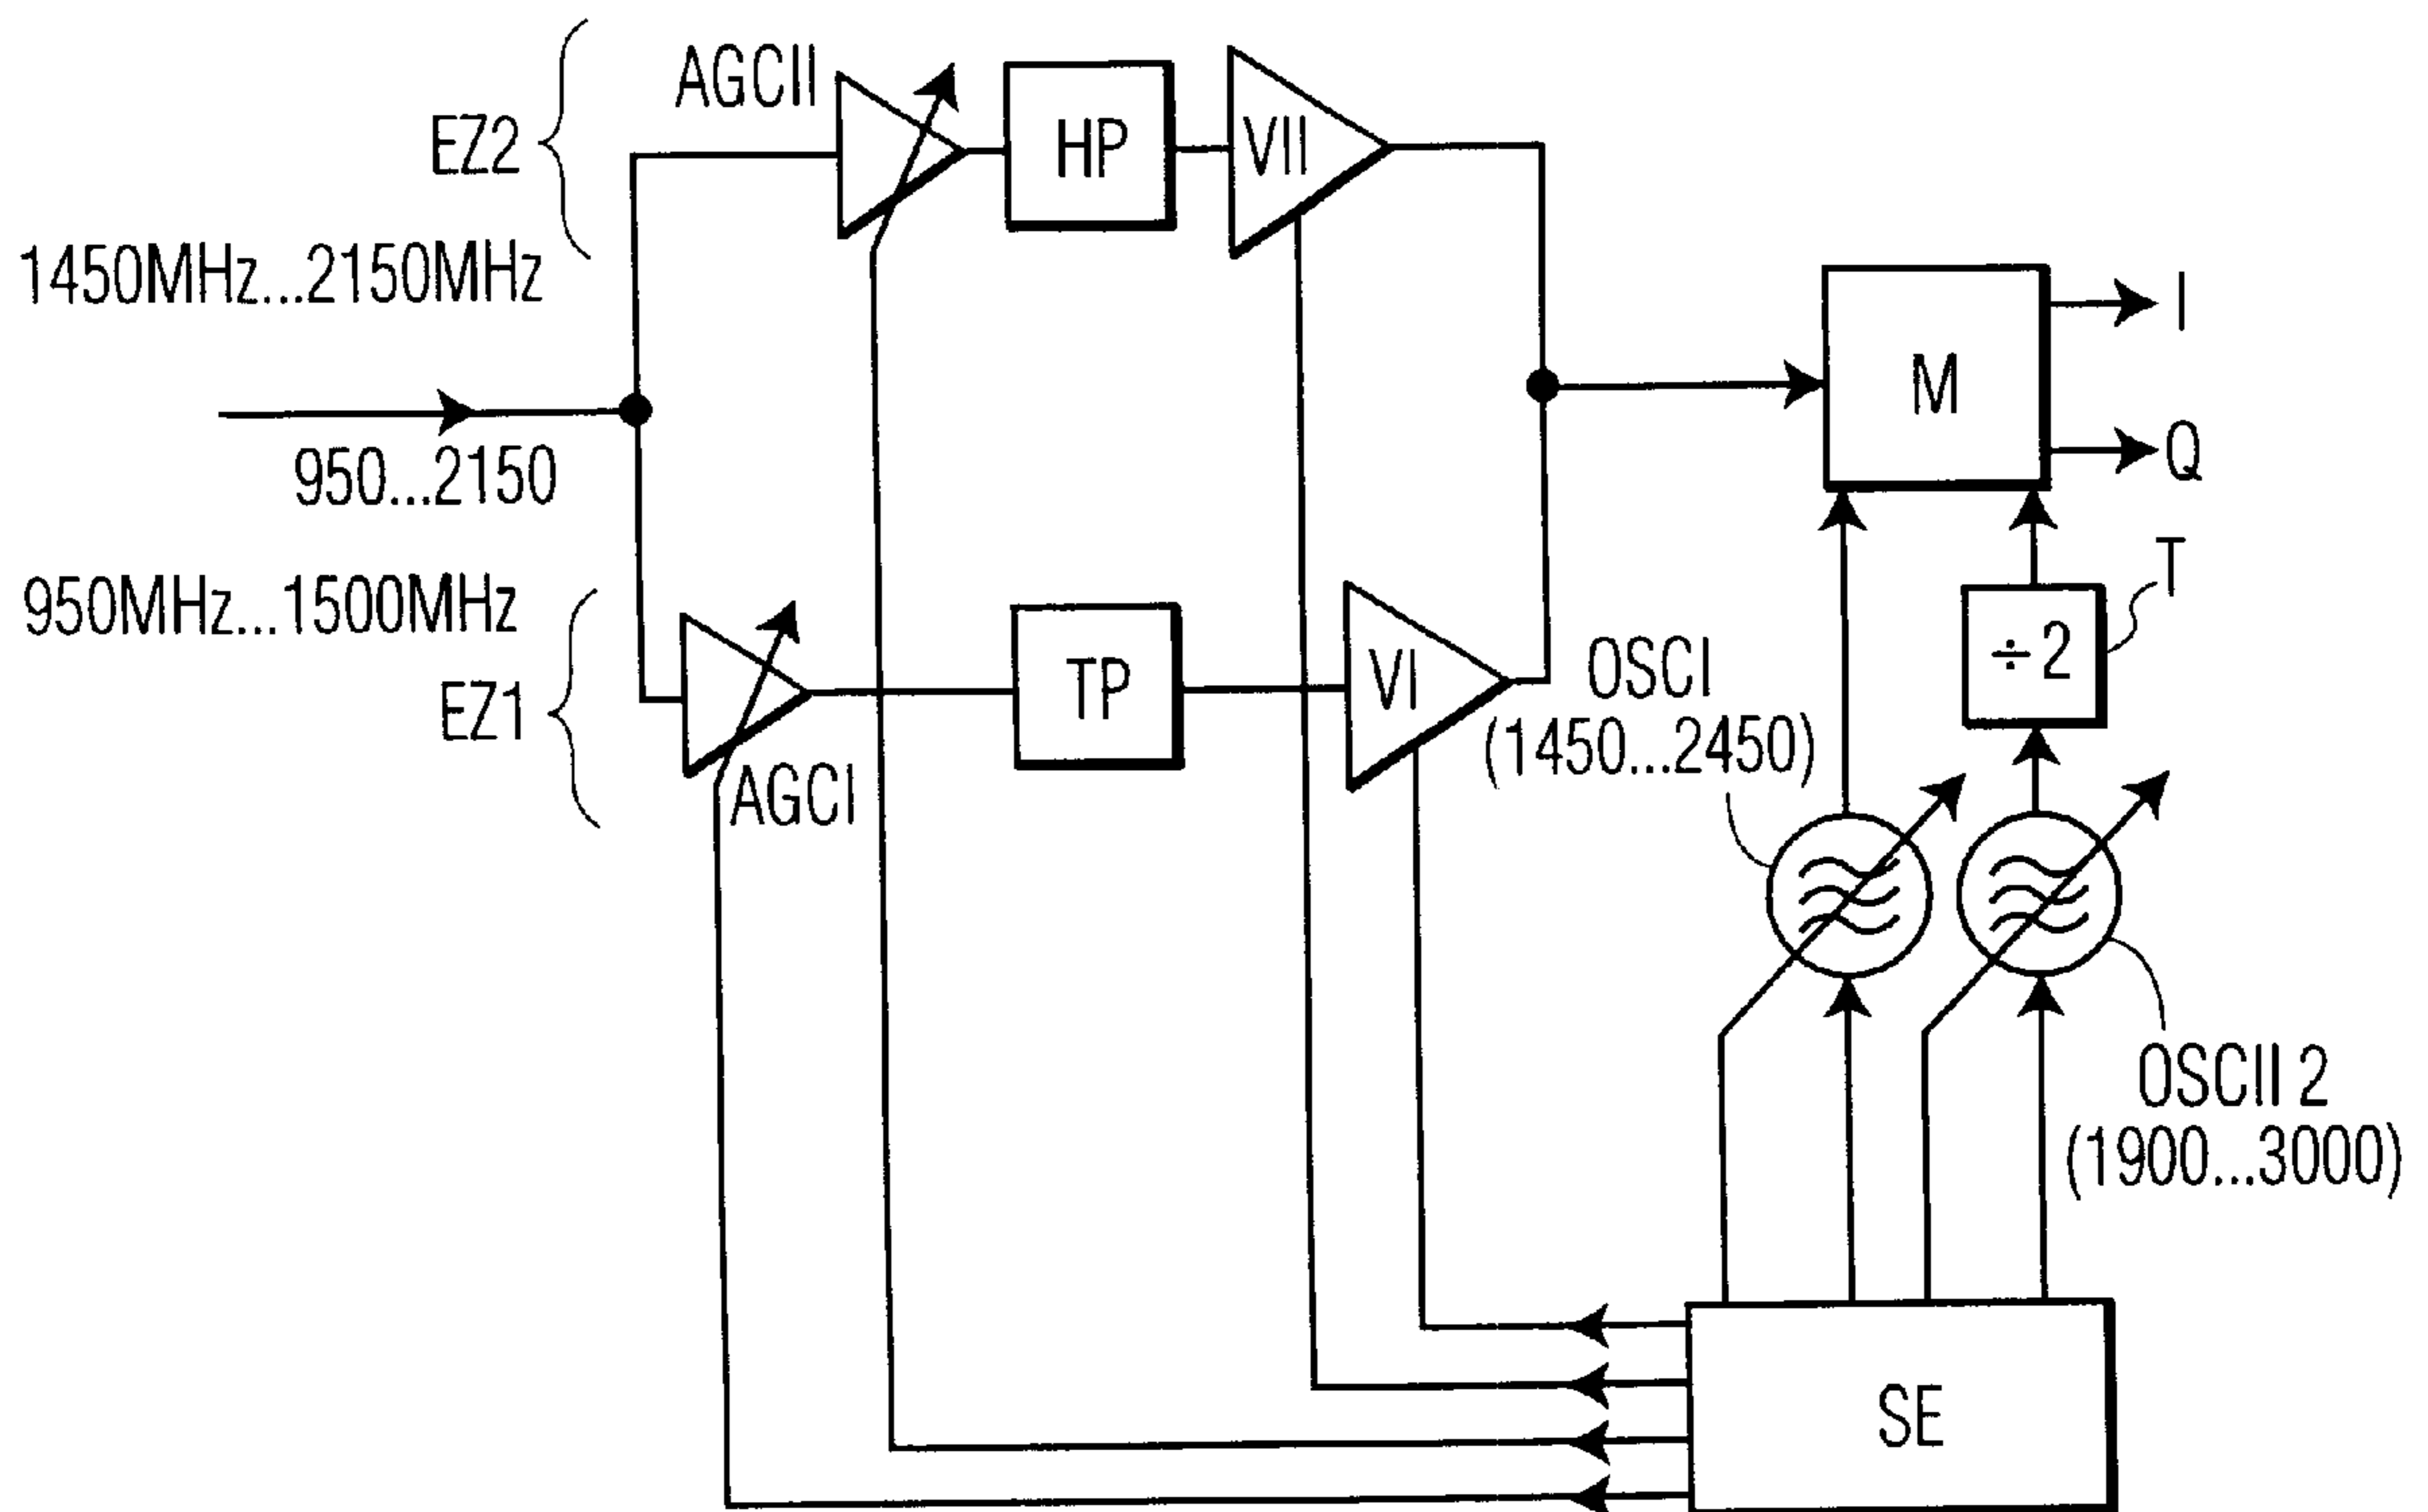 AGCII
EZ2
HP
VII
1450MHz...2150MHz
I
M
950...2150
Q
950MHz...1500MHz
T
÷2
EZ1
TP
VI
OSCI
(1450...2450)
AGCI
OSCII 2
(1900...3000)
SE